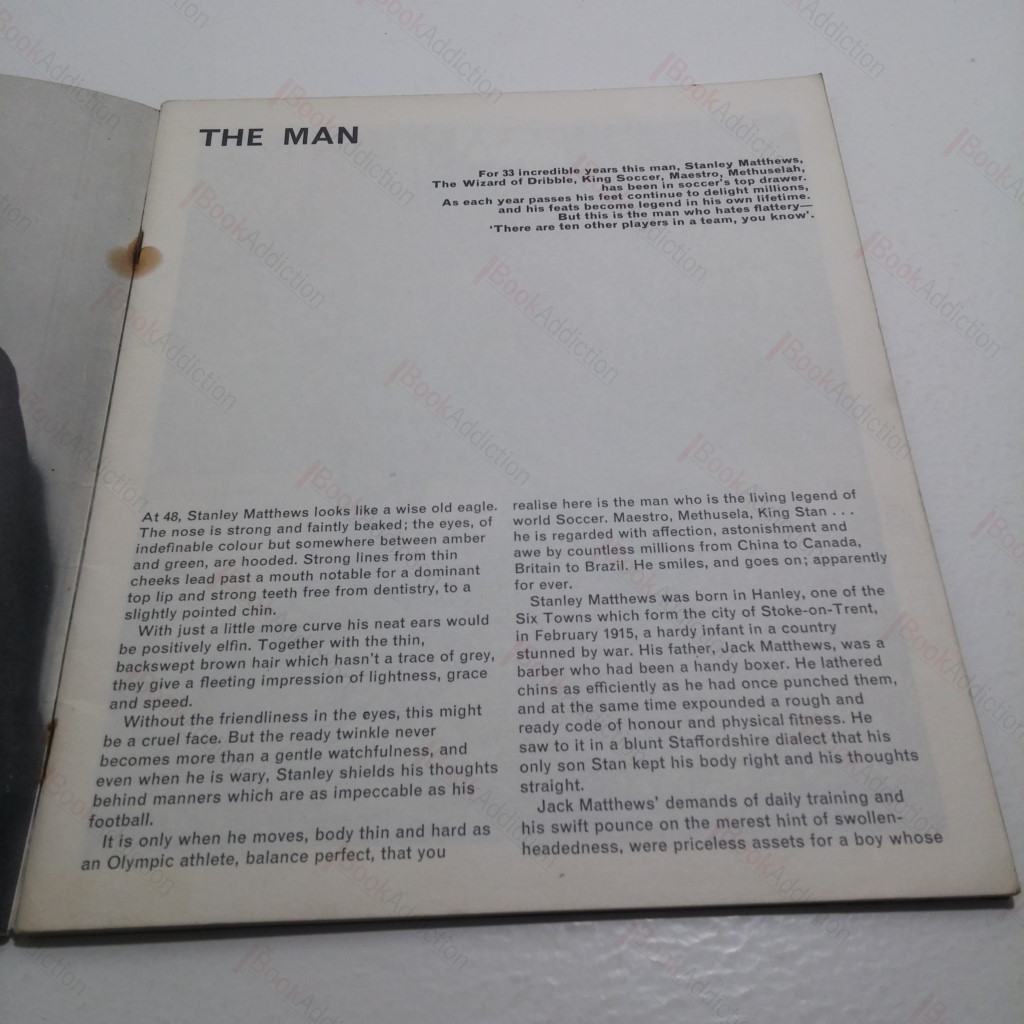 THE MAN
For 33 incredible years this man, Stanley Matthews,
The Wizard of Dribble, King Soccer, Maestro, Methuselah,
has been in soccer's top drawer.
As each year passes his feet continue to delight millions,
and his feats become legend in his own lifetime.
But this is the man who hates flattery—
'There are ten other players in a team, you know'.
At 48, Stanley Matthews looks like a wise old eagle.
The nose is strong and faintly beaked; the eyes, of
indefinable colour but somewhere between amber
and green, are hooded. Strong lines from thin
cheeks lead past a mouth notable for a dominant
top lip and strong teeth free from dentistry, to a
slightly pointed chin.
With just a little more curve his neat ears would
be positively elfin. Together with the thin,
backswept brown hair which hasn't a trace of grey,
they give a fleeting impression of lightness, grace
and speed.
Without the friendliness in the eyes, this might
be a cruel face. But the ready twinkle never
becomes more than a gentle watchfulness, and
even when he is wary, Stanley shields his thoughts
behind manners which are as impeccable as his
football.
It is only when he moves, body thin and hard as
an Olympic athlete, balance perfect, that you
realise here is the man who is the living legend of
world Soccer. Maestro, Methusela, King Stan . . .
he is regarded with affection, astonishment and
awe by countless millions from China to Canada,
Britain to Brazil. He smiles, and goes on; apparently
for ever.
Stanley Matthews was born in Hanley, one of the
Six Towns which form the city of Stoke-on-Trent,
in February 1915, a hardy infant in a country
stunned by war. His father, Jack Matthews, was a
barber who had been a handy boxer. He lathered
chins as efficiently as he had once punched them,
and at the same time expounded a rough and
ready code of honour and physical fitness. He
saw to it in a blunt Staffordshire dialect that his
only son Stan kept his body right and his thoughts
straight.
Jack Matthews' demands of daily training and
his swift pounce on the merest hint of swollen-
headedness, were priceless assets for a boy whose
BookAddiction